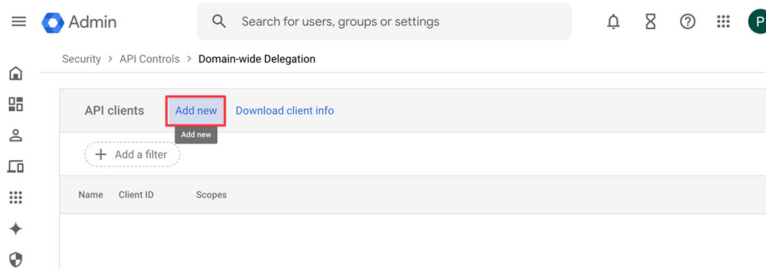 Admin
Search for users, groups or settings
P
Security > API Controls > Domain-wide Delegation
API clients Add new Download client info
Add new
+ Add a filter
Name Client ID Scopes